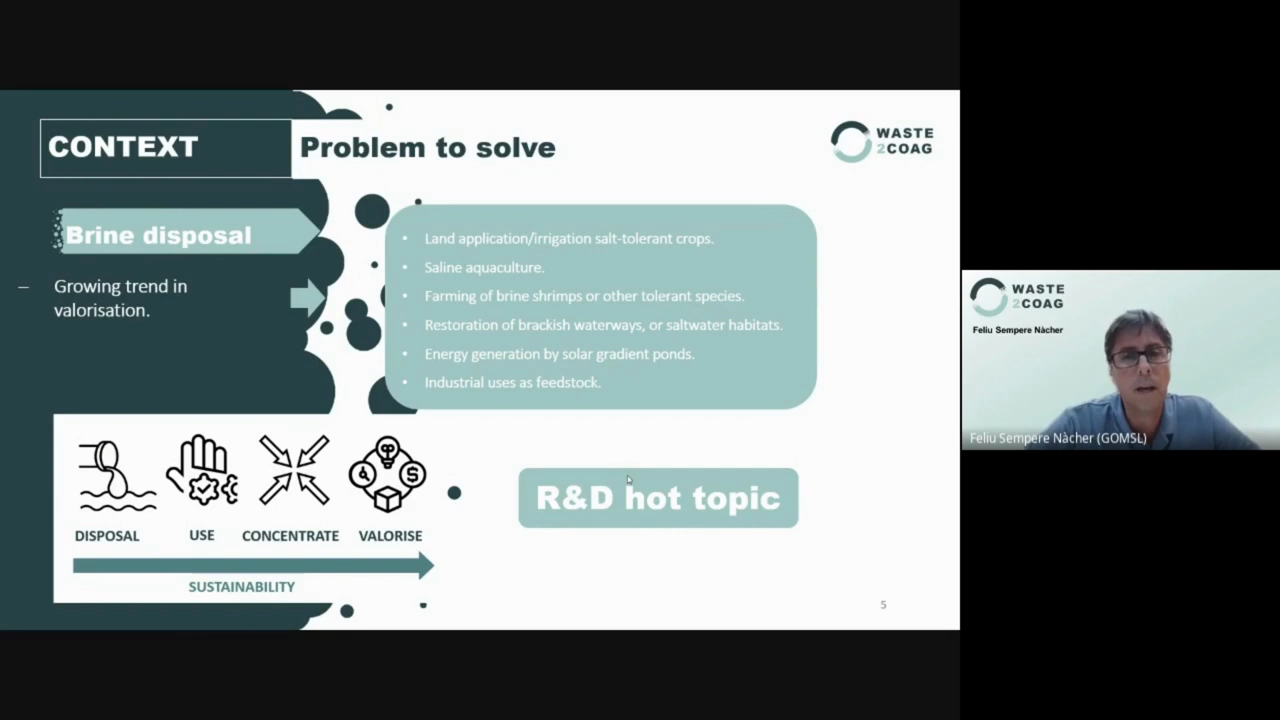 CONTEXT
Problem to solve
WASTE
2COAG
Brine disposal
– Growing trend in
valorisation.
• Land application/irrigation salt-tolerant crops.
• Saline aquaculture.
• Farming of brine shrimps or other tolerant species.
• Restoration of brackish waterways, or saltwater habitats.
• Energy generation by solar gradient ponds.
• Industrial uses as feedstock.
DISPOSAL
USE
CONCENTRATE
VALORISE
SUSTAINABILITY
R&D hot topic
5
WASTE
2COAG
Feliu Sempere Nàcher
Feliu Sempere Nàcher (GOMSL)